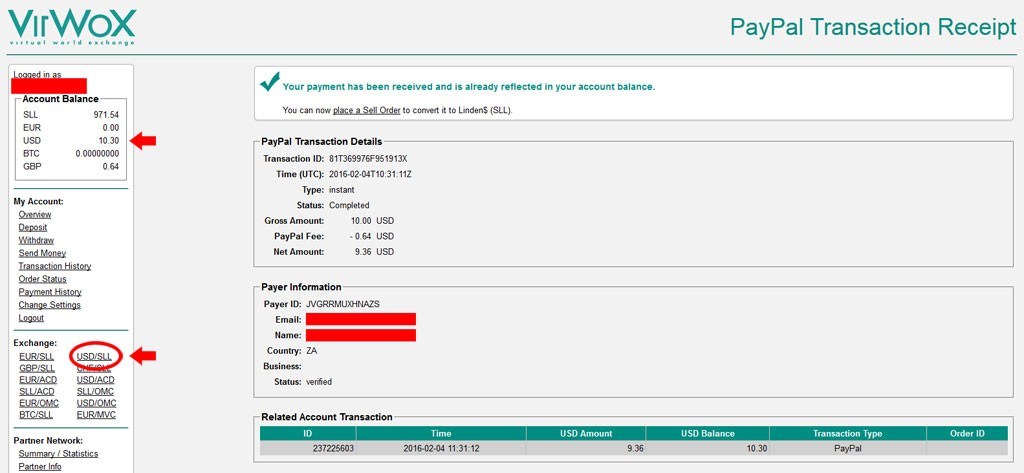 VirWoX
virtual world exchange
PayPal Transaction Receipt
Logged in as
Account Balance
SLL 971.54
EUR 0.00
USD 10.30
BTC 0.00000000
GBP 0.64
My Account:
Overview
Deposit
Withdraw
Send Money
Transaction History
Order Status
Payment History
Change Settings
Logout
Exchange:
EUR/SLL USD/SLL
GBP/SLL CHF/SLL
EUR/ACD USD/ACD
SLL/ACD SLL/OMC
EUR/OMC USD/OMC
BTC/SLL EUR/MVC
Partner Network:
Summary / Statistics
Partner Info
Your payment has been received and is already reflected in your account balance.
You can now place a Sell Order to convert it to Linden$ (SLL).
PayPal Transaction Details
Transaction ID: 81T369976F951913X
Time (UTC): 2016-02-04T10:31:11Z
Type: instant
Status: Completed
Gross Amount: 10.00 USD
PayPal Fee: - 0.64 USD
Net Amount: 9.36 USD
Payer Information
Payer ID: JVGRRMUXHNAZS
Email:
Name:
Country: ZA
Business:
Status: verified
Related Account Transaction
ID Time USD Amount USD Balance Transaction Type Order ID
237225603 2016-02-04 11:31:12 9.36 10.30 PayPal